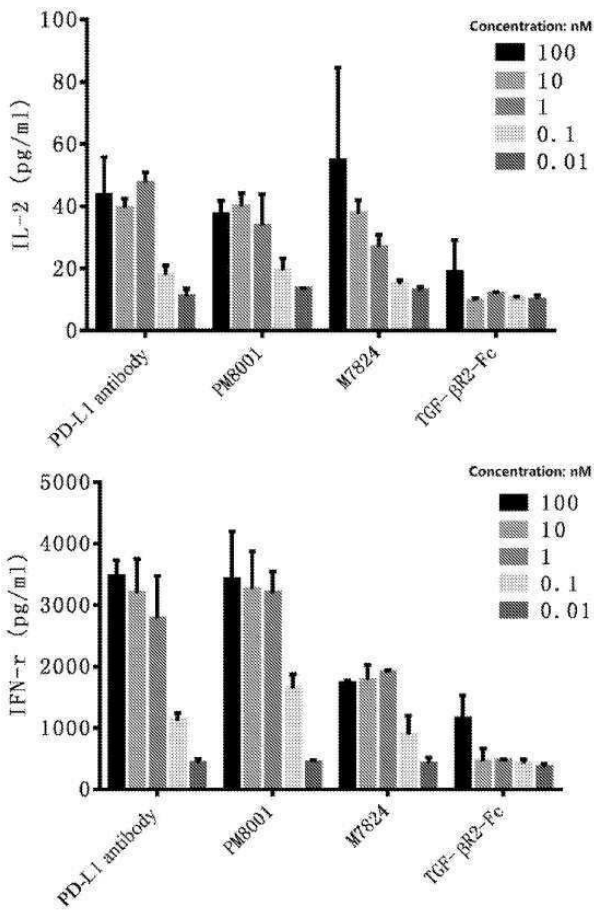 Concentration: nM
100
10
1
0.1
0.01
100
80
60
40
20
0
IL-2 (pg/ml)
PD-L1 antibody
PM8001
M7824
TGF-βR2-Fc
Concentration: nM
100
10
1
0.1
0.01
5000
4000
3000
2000
1000
0
IFN-r (pg/ml)
PD-L1 antibody
PM8001
M7824
TGF-βR2-Fc